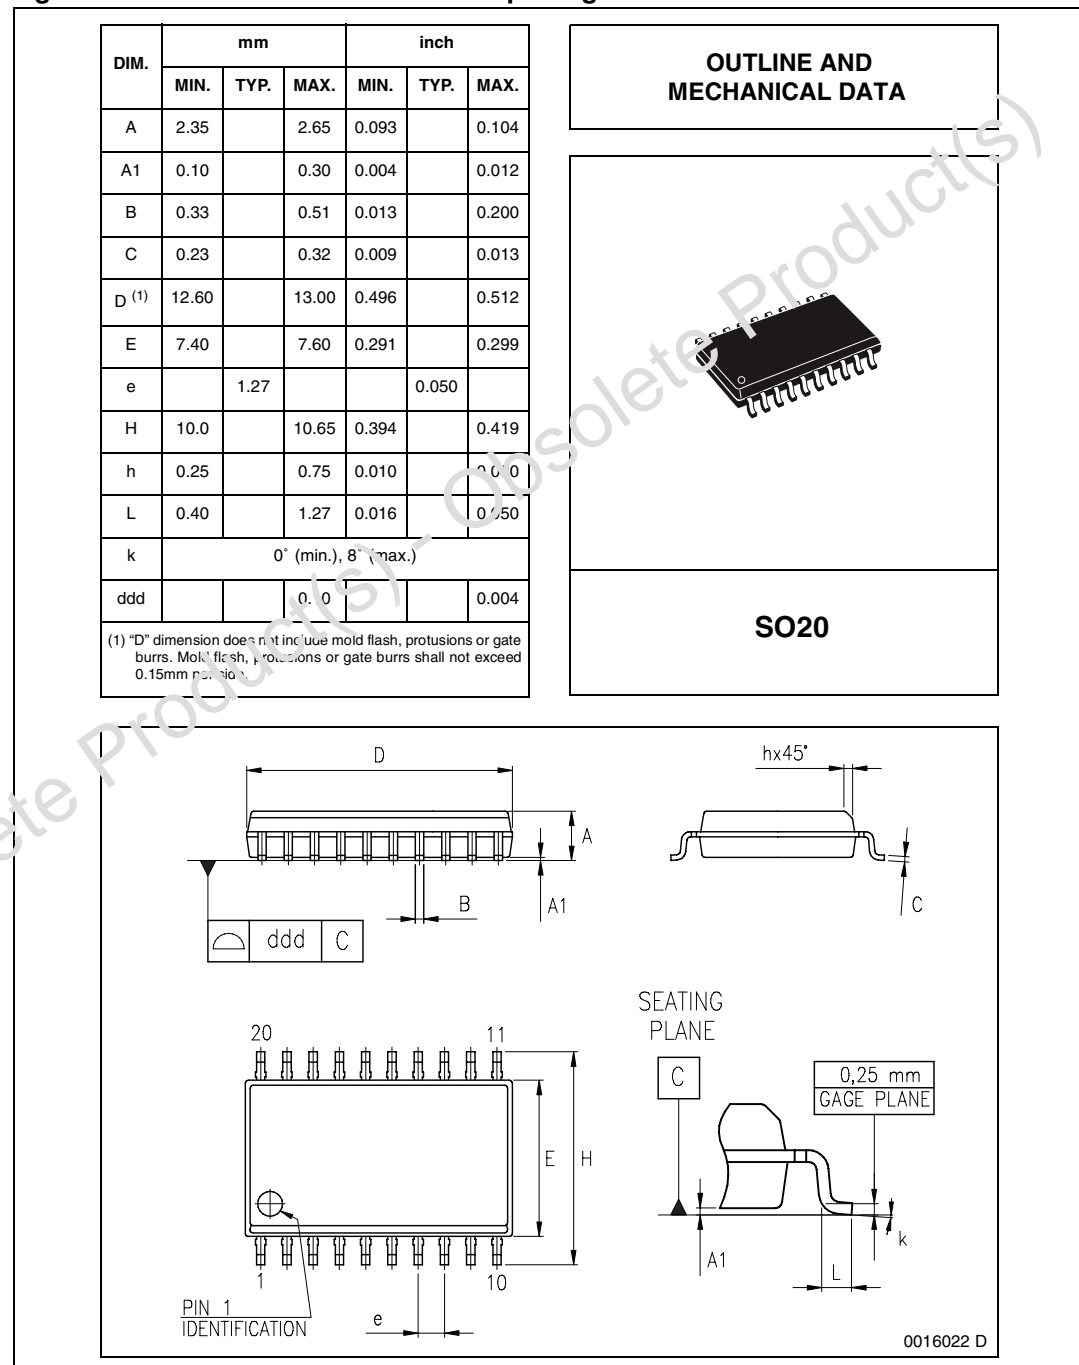 DIM. mm inch
MIN. TYP. MAX. MIN. TYP. MAX.
A 2.35 2.65 0.093 0.104
A1 0.10 0.30 0.004 0.012
B 0.33 0.51 0.013 0.200
C 0.23 0.32 0.009 0.013
D (1) 12.60 13.00 0.496 0.512
E 7.40 7.60 0.291 0.299
e 1.27 0.050
H 10.0 10.65 0.394 0.419
h 0.25 0.75 0.010
L 0.40 1.27 0.016 0.050
k 0˚ (min.), 8˚ (max.)
ddd 0.10 0.004
(1) “D” dimension does not include mold flash, protusions or gate
burrs. Mold flash, protusions or gate burrs shall not exceed
0.15mm per side.
OUTLINE AND
MECHANICAL DATA
SO20
Product(s) - Obsolete Product(s)
D
hx45°
A
B
A1
C
ddd C
SEATING
PLANE
20
11
C
0,25 mm
GAGE PLANE
E
H
k
A1
L
1
10
PIN 1
IDENTIFICATION
e
0016022 D